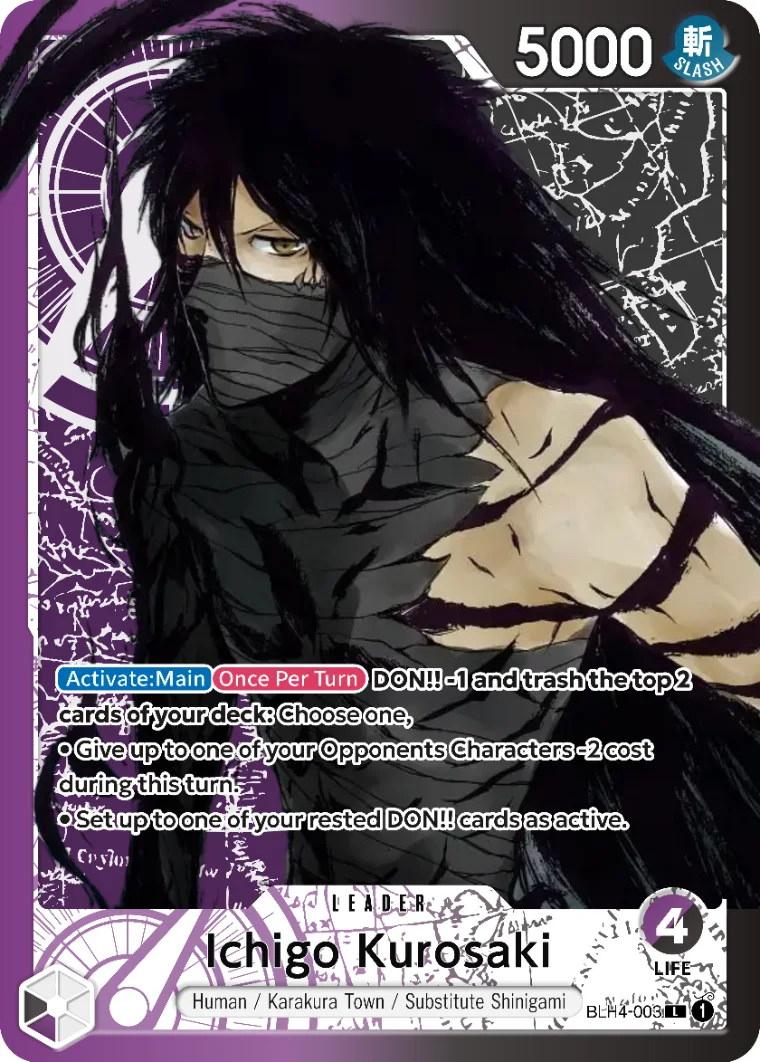 5000
斬
SLASH
Activate:Main Once Per Turn DON!! -1 and trash the top 2
cards of your deck: Choose one,
• Give up to one of your Opponents Characters -2 cost
during this turn.
• Set up to one of your rested DON!! cards as active.
Ceylon
LEADER
Ichigo Kurosaki
4
LIFE
Human / Karakura Town / Substitute Shinigami
BLH4-003 L 1